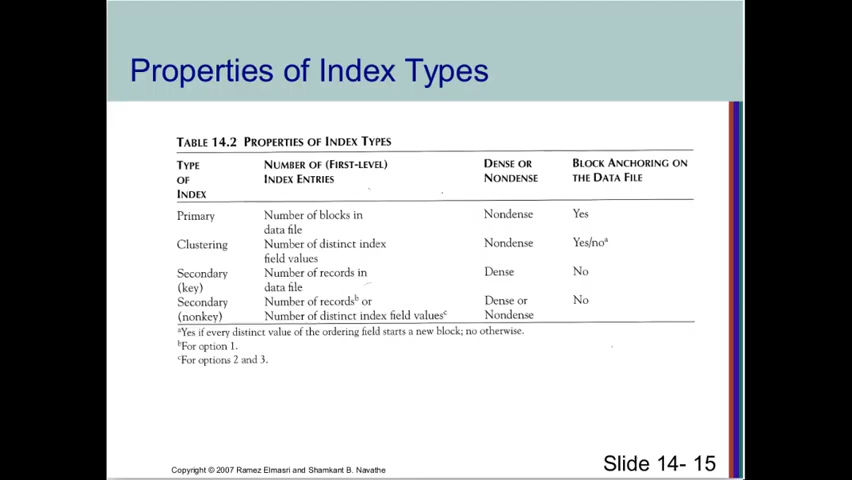 Properties of Index Types
TABLE 14.2 PROPERTIES OF INDEX TYPES
TYPE OF INDEX | NUMBER OF (FIRST-LEVEL) INDEX ENTRIES | DENSE OR NONDENSE | BLOCK ANCHORING ON THE DATA FILE
Primary | Number of blocks in data file | Nondense | Yes
Clustering | Number of distinct index field values | Nondense | Yes/noᵃ
Secondary (key) | Number of records in data file | Dense | No
Secondary (nonkey) | Number of recordsᵇ or Number of distinct index field valuesᶜ | Dense or Nondense | No
ᵃYes if every distinct value of the ordering field starts a new block; no otherwise.
ᵇFor option 1.
ᶜFor options 2 and 3.
Copyright © 2007 Ramez Elmasri and Shamkant B. Navathe
Slide 14- 15